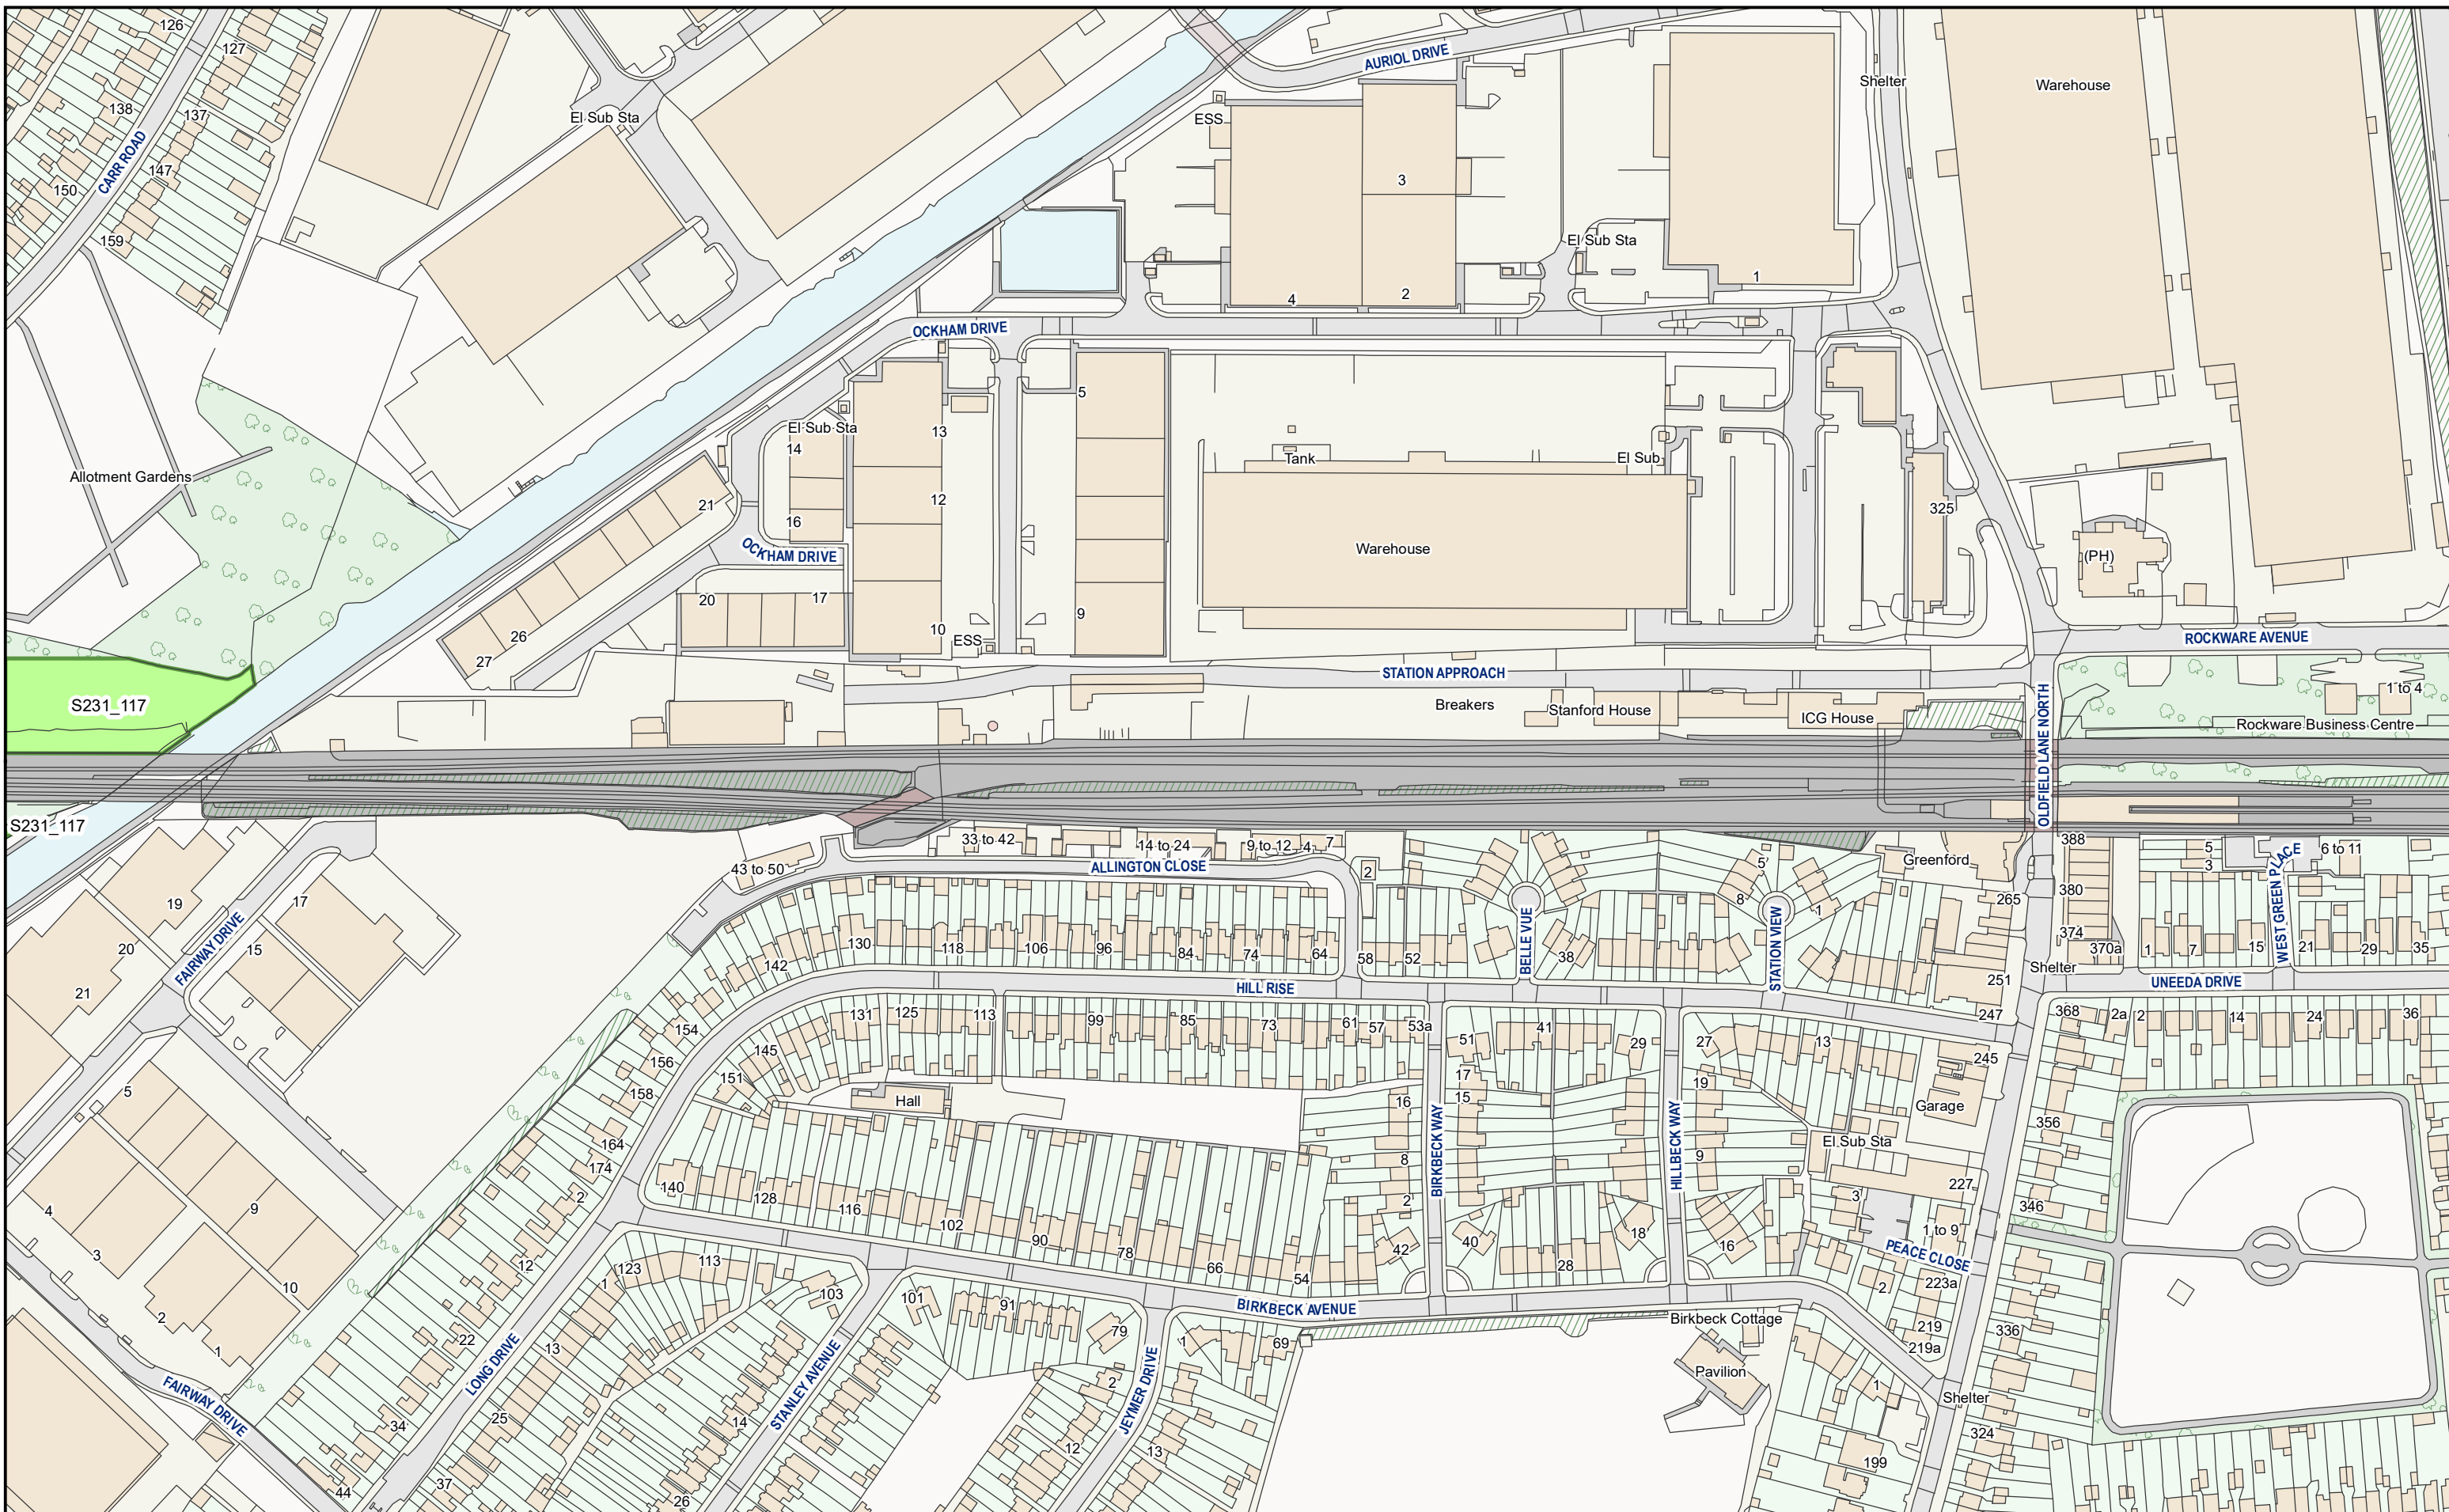 126
127
AURIOL DRIVE
Shelter
Warehouse
138
137
El Sub Sta
ESS
CARR ROAD
147
3
150
159
El Sub Sta
1
4
2
OCKHAM DRIVE
5
El Sub Sta
13
14
Tank
El Sub
Allotment Gardens
21
12
16
325
Warehouse
(PH)
OCKHAM DRIVE
20
17
9
26
10
ESS
27
ROCKWARE AVENUE
STATION APPROACH
S231_117
Breakers
Stanford House
ICG House
1 to 4
Rockware Business Centre
OLDFIELD LANE NORTH
S231_117
33 to 42
14 to 24
9 to 12
4
7
388
5
3
6 to 11
43 to 50
ALLINGTON CLOSE
2
5
Greenford
8
1
380
265
WEST GREEN PLACE
19
17
20
15
FAIRWAY DRIVE
130
118
106
96
84
74
64
58
52
BELLE VUE
38
STATION VIEW
374
370a
1
7
15
21
29
35
142
21
Shelter
251
HILL RISE
UNEEDA DRIVE
131
125
113
99
85
73
61
57
53a
41
247
368
2a
2
14
24
36
154
145
51
29
27
13
245
156
151
17
19
158
5
Hall
16
15
Garage
356
164
El Sub Sta
174
BIRKBECK WAY
HILLBECK WAY
8
9
140
128
2
116
2
3
227
4
9
102
346
3
90
78
42
40
18
16
1 to 9
PEACE CLOSE
12
123
113
66
54
28
2
223a
10
1
103
101
91
BIRKBECK AVENUE
Birkbeck Cottage
2
22
13
79
1
69
219
336
1
219a
LONG DRIVE
STANLEY AVENUE
JEYMER DRIVE
Pavilion
2
1
Shelter
FAIRWAY DRIVE
34
25
14
12
13
324
199
37
44
26